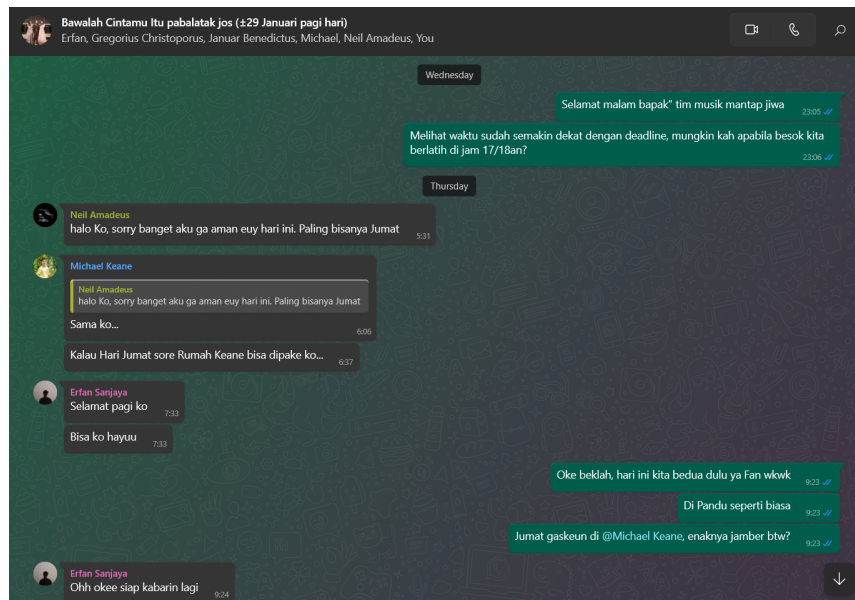 Bawalah Cintamu Itu pabalatak jos (±29 Januari pagi hari)
Erfan, Gregorius Christoporus, Januar Benedictus, Michael, Neil Amadeus, You
Wednesday
Selamat malam bapak" tim musik mantap jiwa
23:05
Melihat waktu sudah semakin dekat dengan deadline, mungkin kah apabila besok kita
berlatih di jam 17/18an?
23:06
Thursday
Neil Amadeus
halo Ko, sorry banget aku ga aman euy hari ini. Paling bisanya Jumat
5:31
Michael Keane
Neil Amadeus
halo Ko, sorry banget aku ga aman euy hari ini. Paling bisanya Jumat
Sama ko...
6:06
Kalau Hari Jumat sore Rumah Keane bisa dipake ko...
6:37
Erfan Sanjaya
Selamat pagi ko
7:33
Bisa ko hayuu
7:33
Oke beklah, hari ini kita bedua dulu ya Fan wkwk
9:23
Di Pandu seperti biasa
9:23
Jumat gaskeun di @Michael Keane, enaknya jamber btw?
9:23
Erfan Sanjaya
Ohh okee siap kabarin lagi
9:24